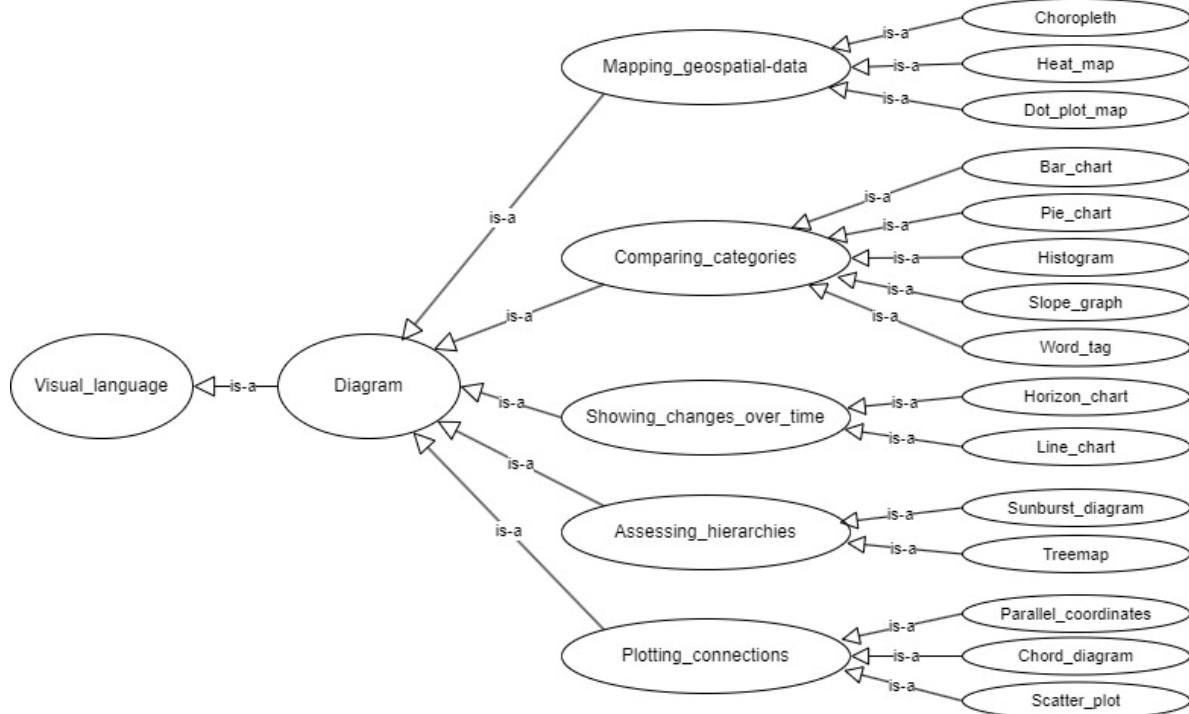 Visual_language
is-a
Diagram
is-a
Mapping_geospatial-data
is-a
Choropleth
is-a
Heat_map
is-a
Dot_plot_map
is-a
Comparing_categories
is-a
Bar_chart
is-a
Pie_chart
is-a
Histogram
is-a
Slope_graph
is-a
Word_tag
is-a
Showing_changes_over_time
is-a
Horizon_chart
is-a
Line_chart
is-a
Assessing_hierarchies
is-a
Sunburst_diagram
is-a
Treemap
is-a
Plotting_connections
is-a
Parallel_coordinates
is-a
Chord_diagram
is-a
Scatter_plot